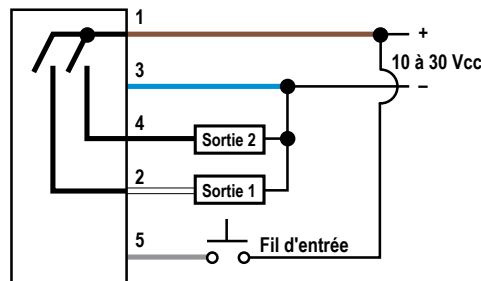 1
+
10 à 30 Vcc
3
–
4
Sortie 2
2
Sortie 1
5
Fil d'entrée